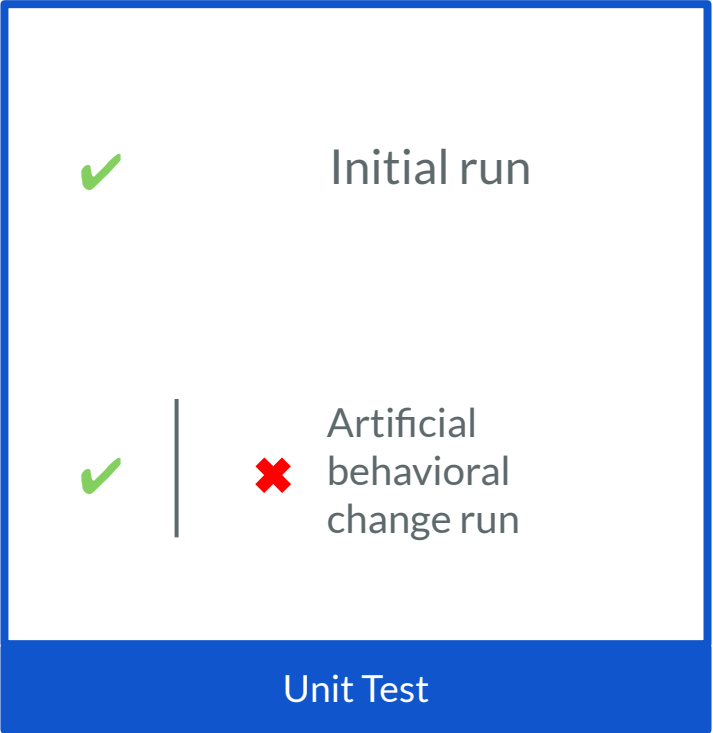 ✔ Initial run
Artificial
✔ | ✖ behavioral
change run
Unit Test